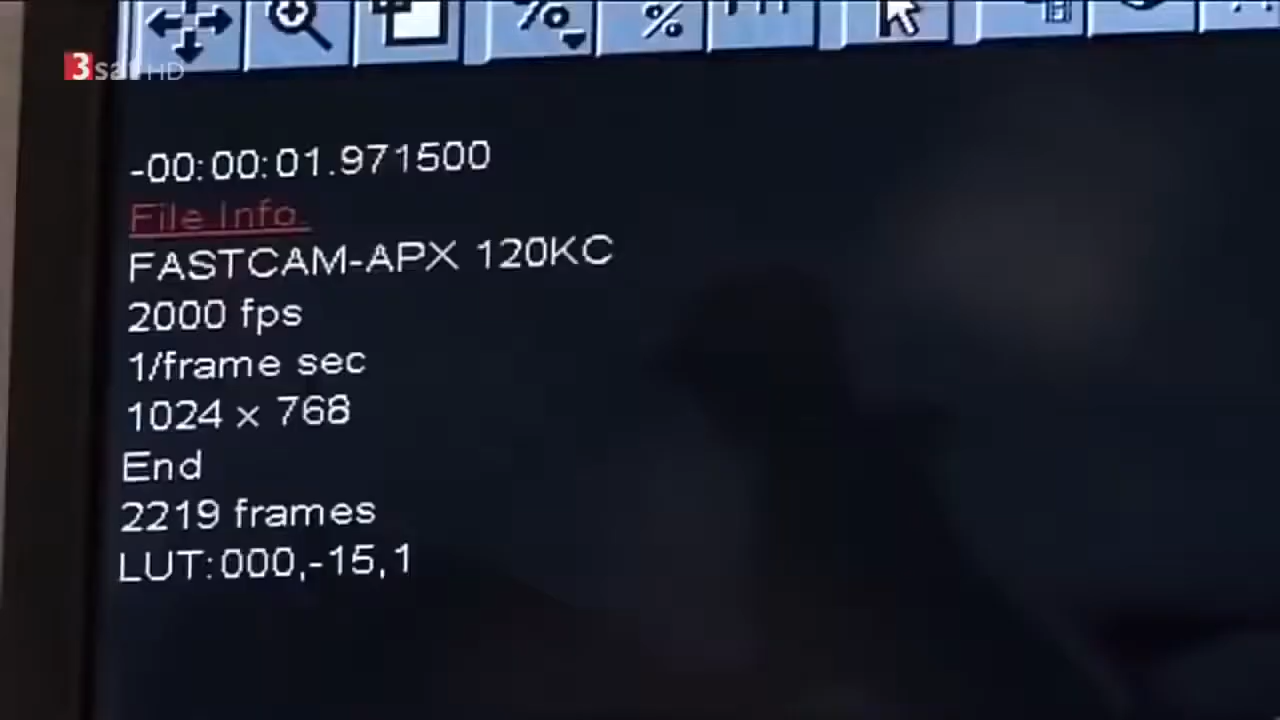 3sat HD
-00:00:01.971500
File Info.
FASTCAM-APX 120KC
2000 fps
1/frame sec
1024 x 768
End
2219 frames
LUT:000,-15,1